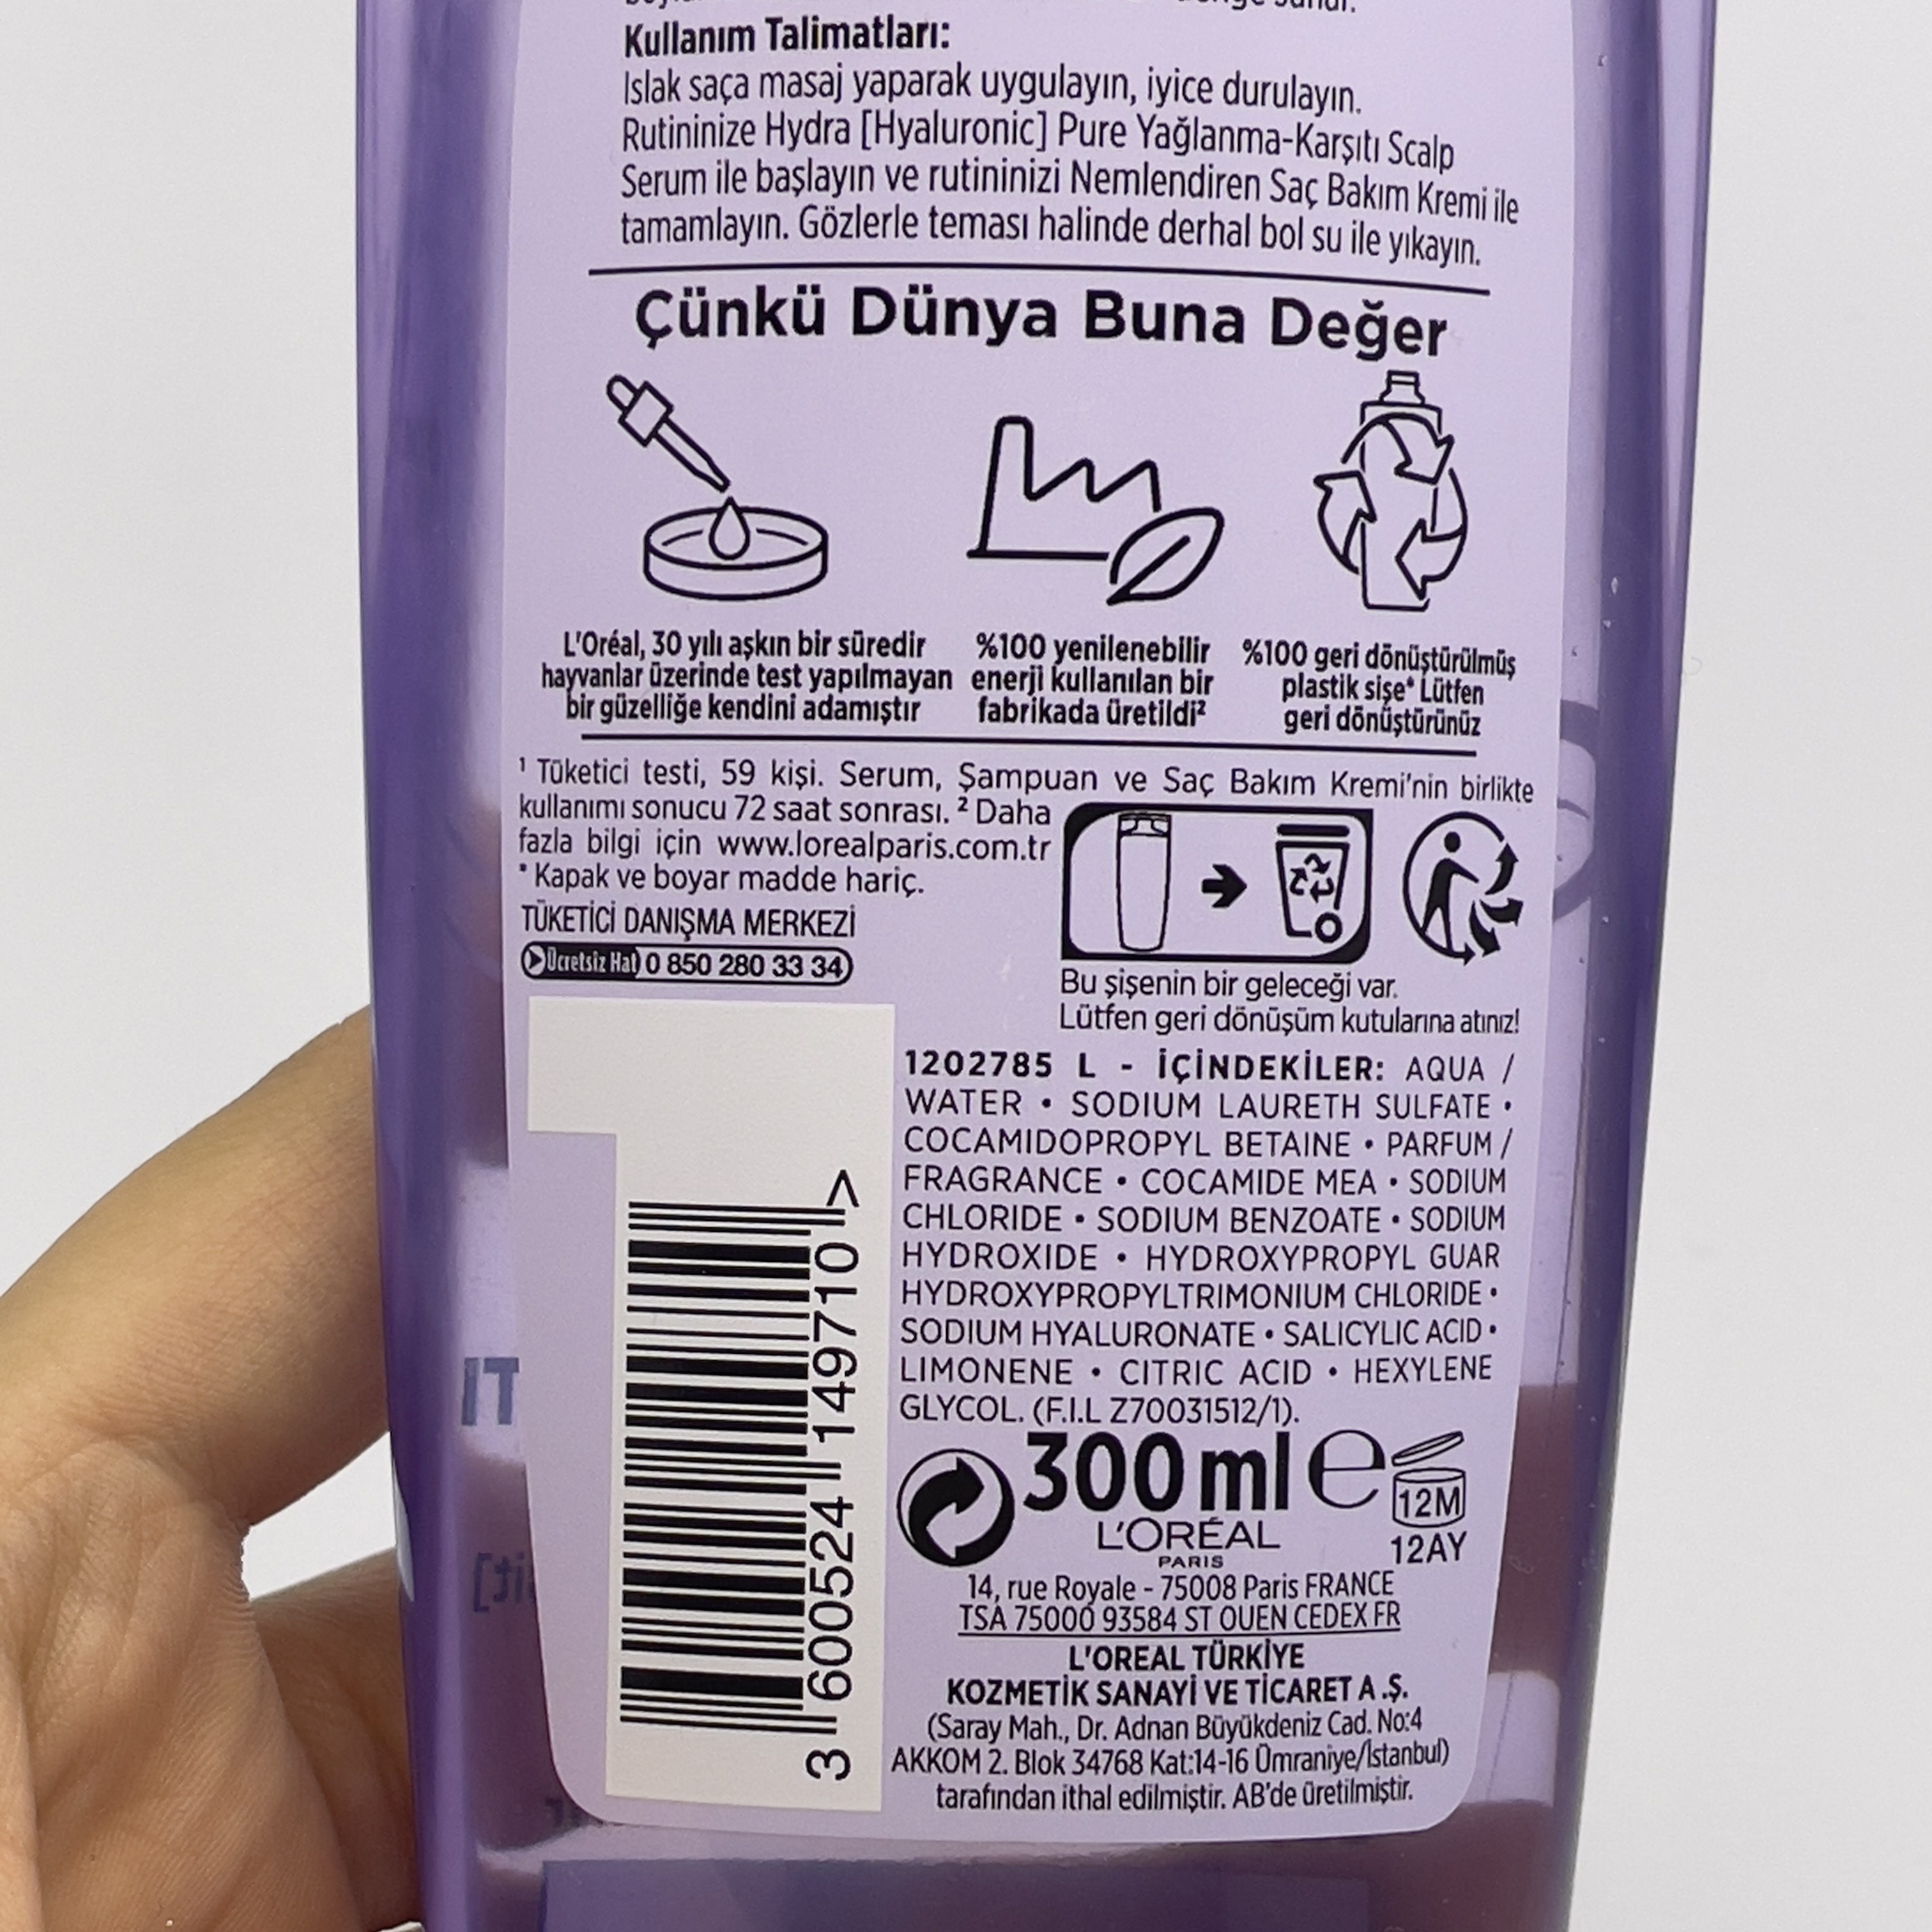 sunar.
Kullanım Talimatları:
Islak saça masaj yaparak uygulayın, iyice durulayın.
Rutininize Hydra [Hyaluronic] Pure Yağlanma-Karşıtı Scalp
Serum ile başlayın ve rutininizi Nemlendiren Saç Bakım Kremi ile
tamamlayın. Gözlerle teması halinde derhal bol su ile yıkayın.
Çünkü Dünya Buna Değer
L'Oréal, 30 yılı aşkın bir süredir
hayvanlar üzerinde test yapılmayan
bir güzelliğe kendini adamıştır
%100 yenilenebilir
enerji kullanılan bir
fabrikada üretildi²
%100 geri dönüştürülmüş
plastik şişe* Lütfen
geri dönüştürünüz
¹ Tüketici testi, 59 kişi. Serum, Şampuan ve Saç Bakım Kremi'nin birlikte
kullanımı sonucu 72 saat sonrası. ² Daha
fazla bilgi için www.lorealparis.com.tr
* Kapak ve boyar madde hariç.
TÜKETİCİ DANIŞMA MERKEZİ
Ücretsiz Hat 0 850 280 33 34
Bu şişenin bir geleceği var.
Lütfen geri dönüşüm kutularına atınız!
1202785 L - İÇİNDEKİLER: AQUA /
WATER • SODIUM LAURETH SULFATE •
COCAMIDOPROPYL BETAINE • PARFUM /
FRAGRANCE • COCAMIDE MEA • SODIUM
CHLORIDE • SODIUM BENZOATE • SODIUM
HYDROXIDE • HYDROXYPROPYL GUAR
HYDROXYPROPYLTRIMONIUM CHLORIDE •
SODIUM HYALURONATE • SALICYLIC ACID •
LIMONENE • CITRIC ACID • HEXYLENE
GLYCOL. (F.I.L Z70031512/1).
3 600524 149710 >
300 ml e
12M
12AY
L'ORÉAL
PARIS
14, rue Royale - 75008 Paris FRANCE
TSA 75000 93584 ST OUEN CEDEX FR
L'OREAL TÜRKİYE
KOZMETİK SANAYİ VE TİCARET A .Ş.
(Saray Mah., Dr. Adnan Büyükdeniz Cad. No:4
AKKOM 2. Blok 34768 Kat:14-16 Ümraniye/İstanbul)
tarafından ithal edilmiştir. AB'de üretilmiştir.